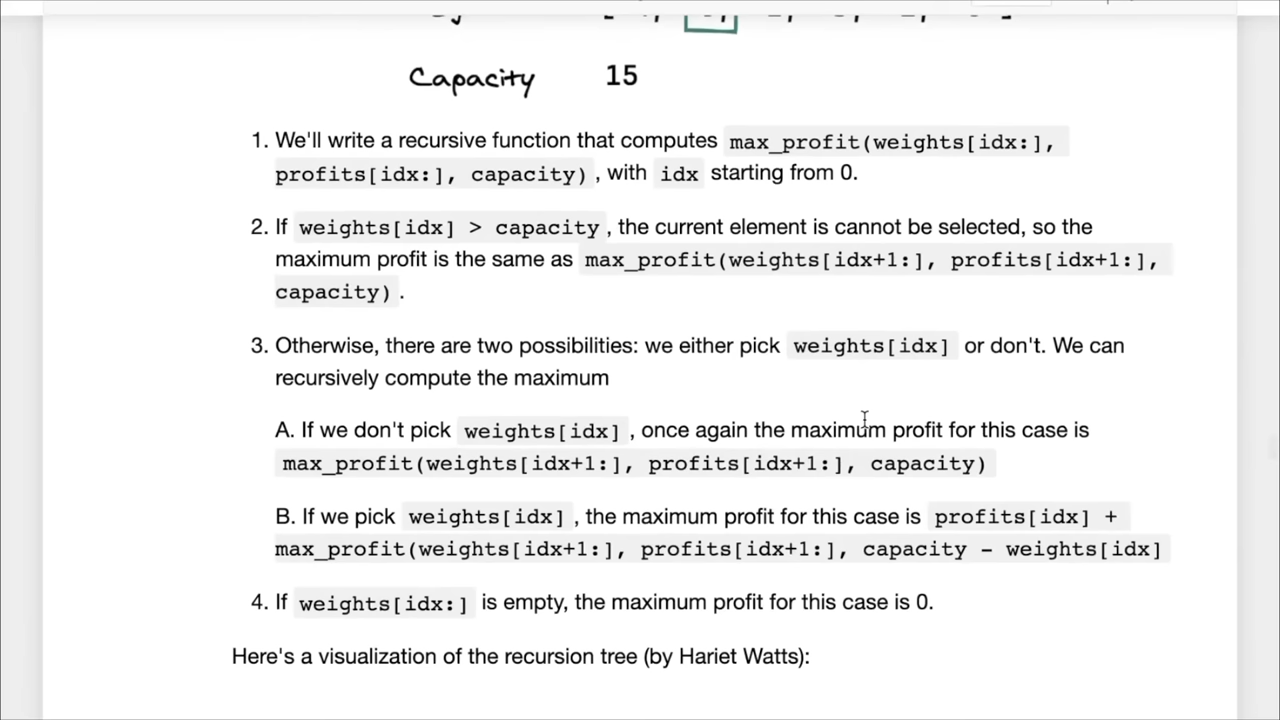 Capacity 15
1. We'll write a recursive function that computes max_profit(weights[idx:],
profits[idx:], capacity), with idx starting from 0.
2. If weights[idx] > capacity, the current element is cannot be selected, so the
maximum profit is the same as max_profit(weights[idx+1:], profits[idx+1:],
capacity).
3. Otherwise, there are two possibilities: we either pick weights[idx] or don't. We can
recursively compute the maximum
A. If we don't pick weights[idx], once again the maximum profit for this case is
max_profit(weights[idx+1:], profits[idx+1:], capacity)
B. If we pick weights[idx], the maximum profit for this case is profits[idx] +
max_profit(weights[idx+1:], profits[idx+1:], capacity - weights[idx]
4. If weights[idx:] is empty, the maximum profit for this case is 0.
Here's a visualization of the recursion tree (by Hariet Watts):